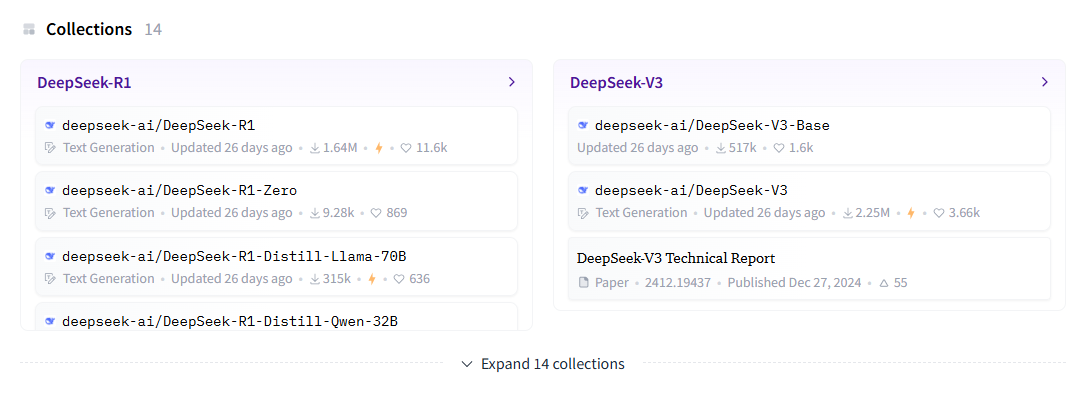 Collections 14
DeepSeek-R1
deepseek-ai/DeepSeek-R1
Text Generation • Updated 26 days ago • 1.64M • 11.6k
deepseek-ai/DeepSeek-R1-Zero
Text Generation • Updated 26 days ago • 9.28k • 869
deepseek-ai/DeepSeek-R1-Distill-Llama-70B
Text Generation • Updated 26 days ago • 315k • 636
deepseek-ai/DeepSeek-R1-Distill-Qwen-32B
DeepSeek-V3
deepseek-ai/DeepSeek-V3-Base
Updated 26 days ago • 517k • 1.6k
deepseek-ai/DeepSeek-V3
Text Generation • Updated 26 days ago • 2.25M • 3.66k
DeepSeek-V3 Technical Report
Paper • 2412.19437 • Published Dec 27, 2024 • 55
Expand 14 collections